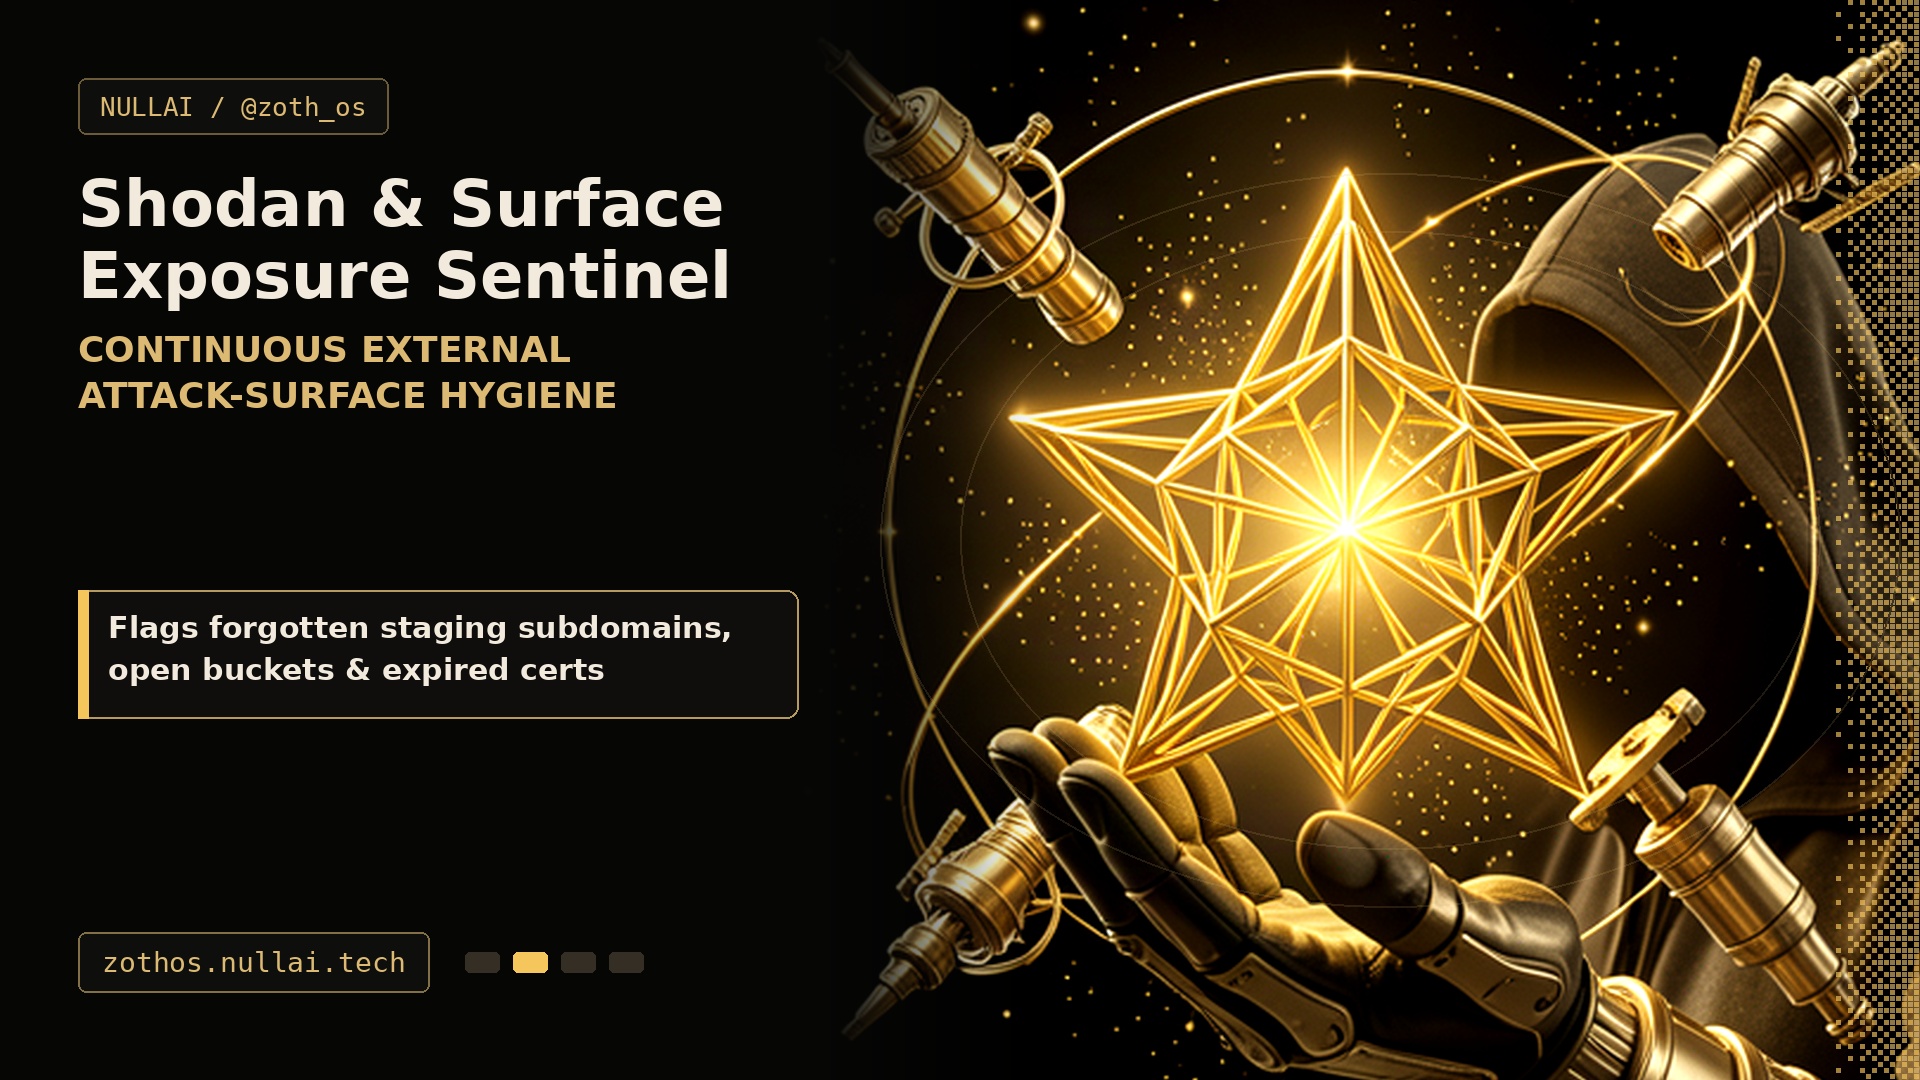 NULLAI / @zoth_os
Shodan & Surface
Exposure Sentinel
CONTINUOUS EXTERNAL
ATTACK-SURFACE HYGIENE
Flags forgotten staging subdomains,
open buckets & expired certs
zothos.nullai.tech